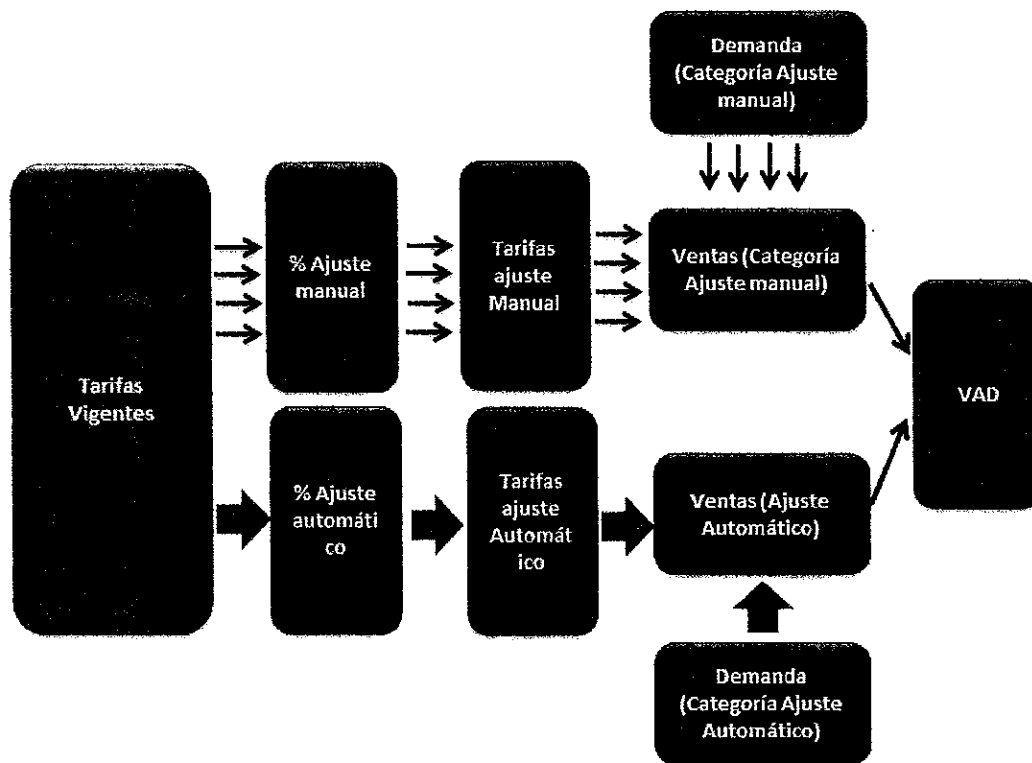 Demanda
(Categoría Ajuste
manual)
Tarifas
Vigentes
% Ajuste
manual
Tarifas
ajuste
Manual
Ventas (Categoría
Ajuste manual)
VAD
% Ajuste
automáti
co
Tarifas
ajuste
Automát
ico
Ventas (Ajuste
Automático)
Demanda
(Categoría Ajuste
Automático)